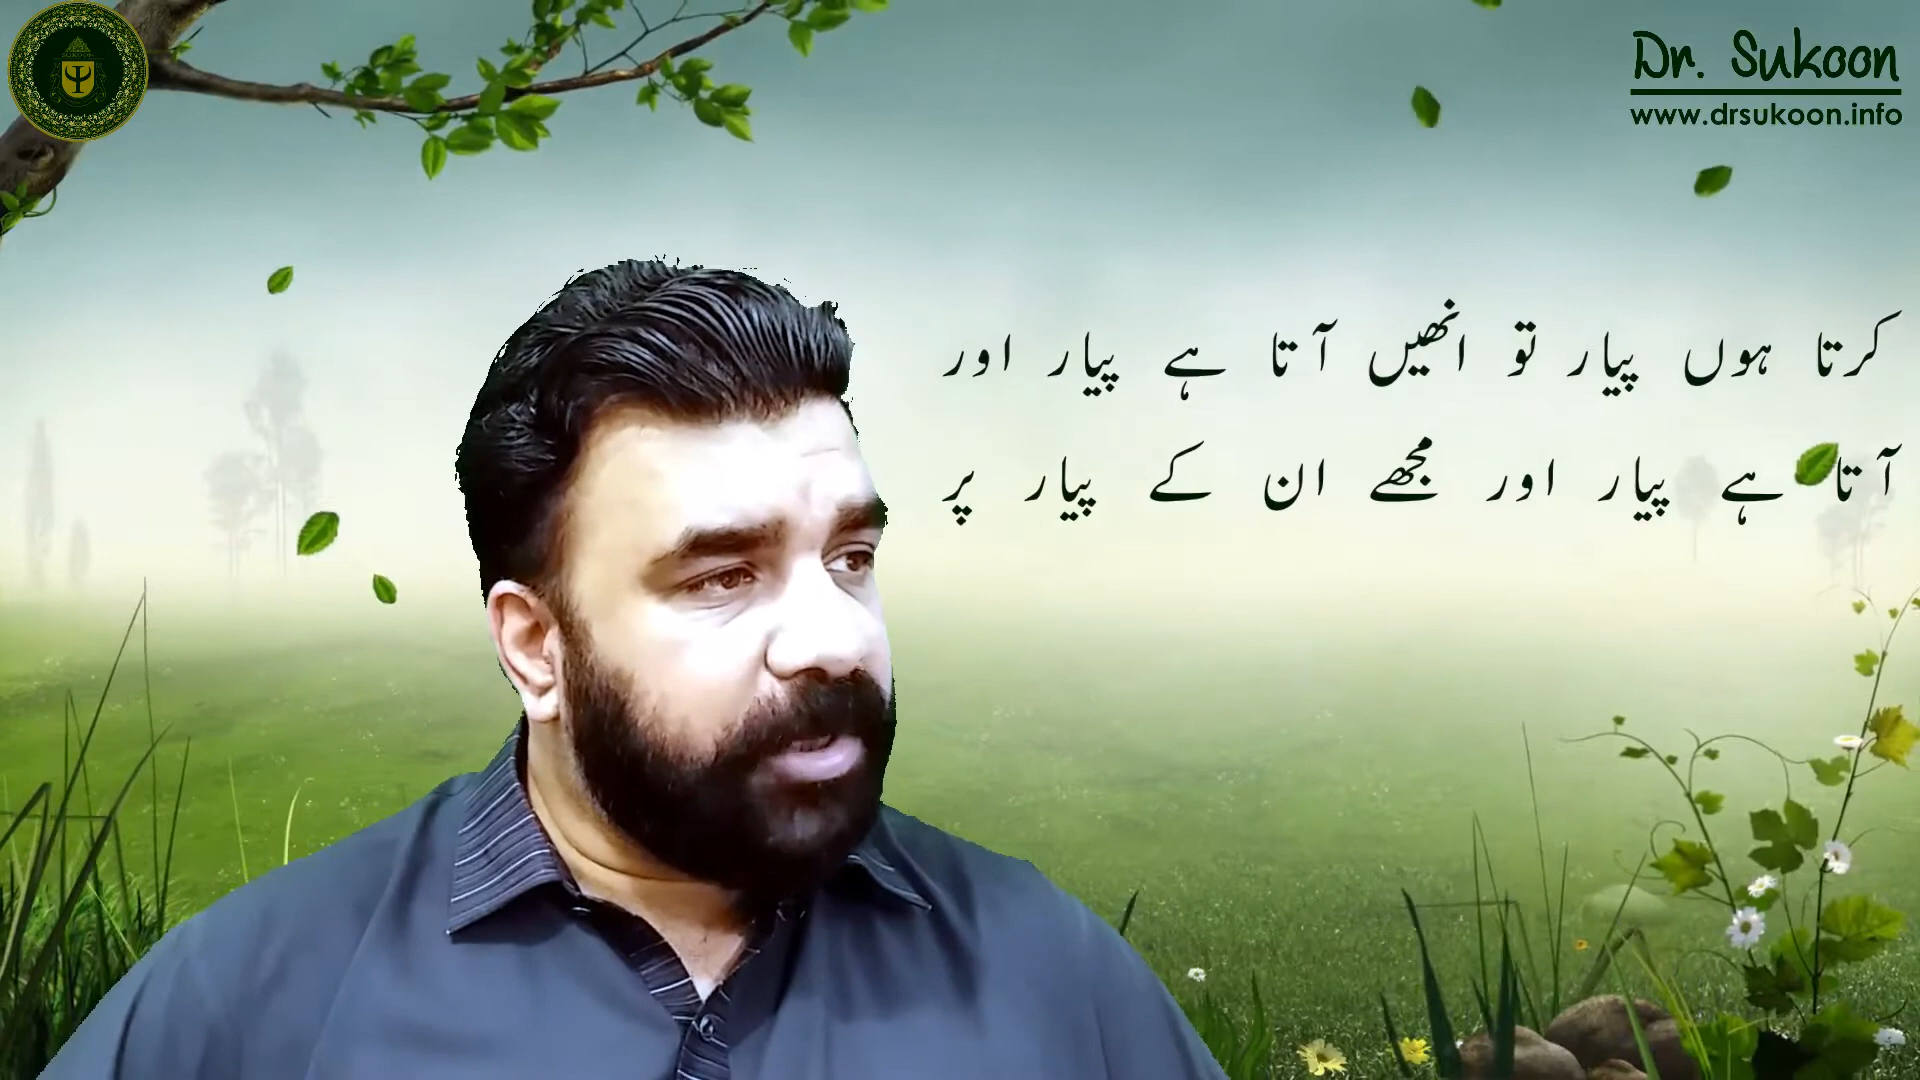 SUKOON
Dr. Sukoon
www.drsukoon.info
کرتا ہوں پیار تو انھیں آتا ہے پیار اور
آتا ہے پیار اور مجھے ان کے پیار پر